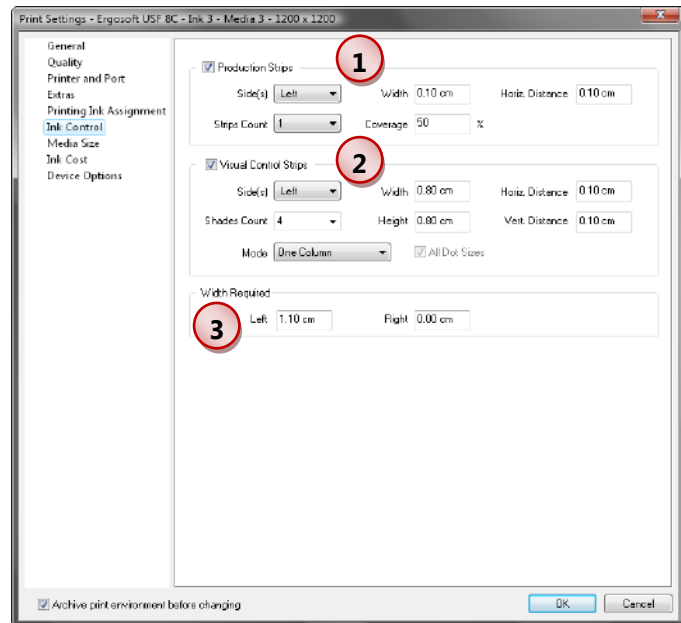 Print Settings - Ergosoft USF 8C - Ink 3 - Media 3 - 1200 x 1200
General
Quality
Printer and Port
Extras
Printing Ink Assignment
Ink Control
Media Size
Ink Cost
Device Options
Production Strips
1
Side(s) Left Width 0.10 cm Horiz. Distance 0.10 cm
Strips Count 1 Coverage 50 %
Visual Control Strips
2
Side(s) Left Width 0.80 cm Horiz. Distance 0.10 cm
Shades Count 4 Height 0.80 cm Vert. Distance 0.10 cm
Mode One Column All Dot Sizes
Width Required
3
Left 1.10 cm Right 0.00 cm
Archive print environment before changing
OK Cancel